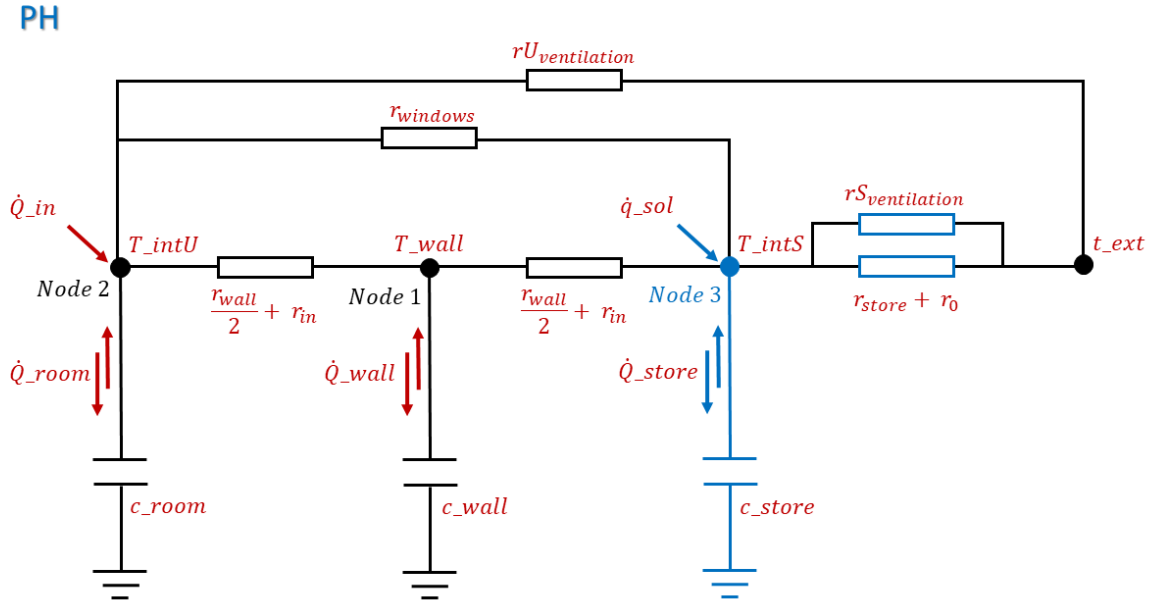 PH
rU_ventilation
r_windows
Q̇_in
q̇_sol
rS_ventilation
T_intU
T_wall
T_intS
t_ext
Node 2
Node 1
Node 3
r_wall/2 + r_in
r_wall/2 + r_in
r_store + r_0
Q̇_room
Q̇_wall
Q̇_store
c_room
c_wall
c_store